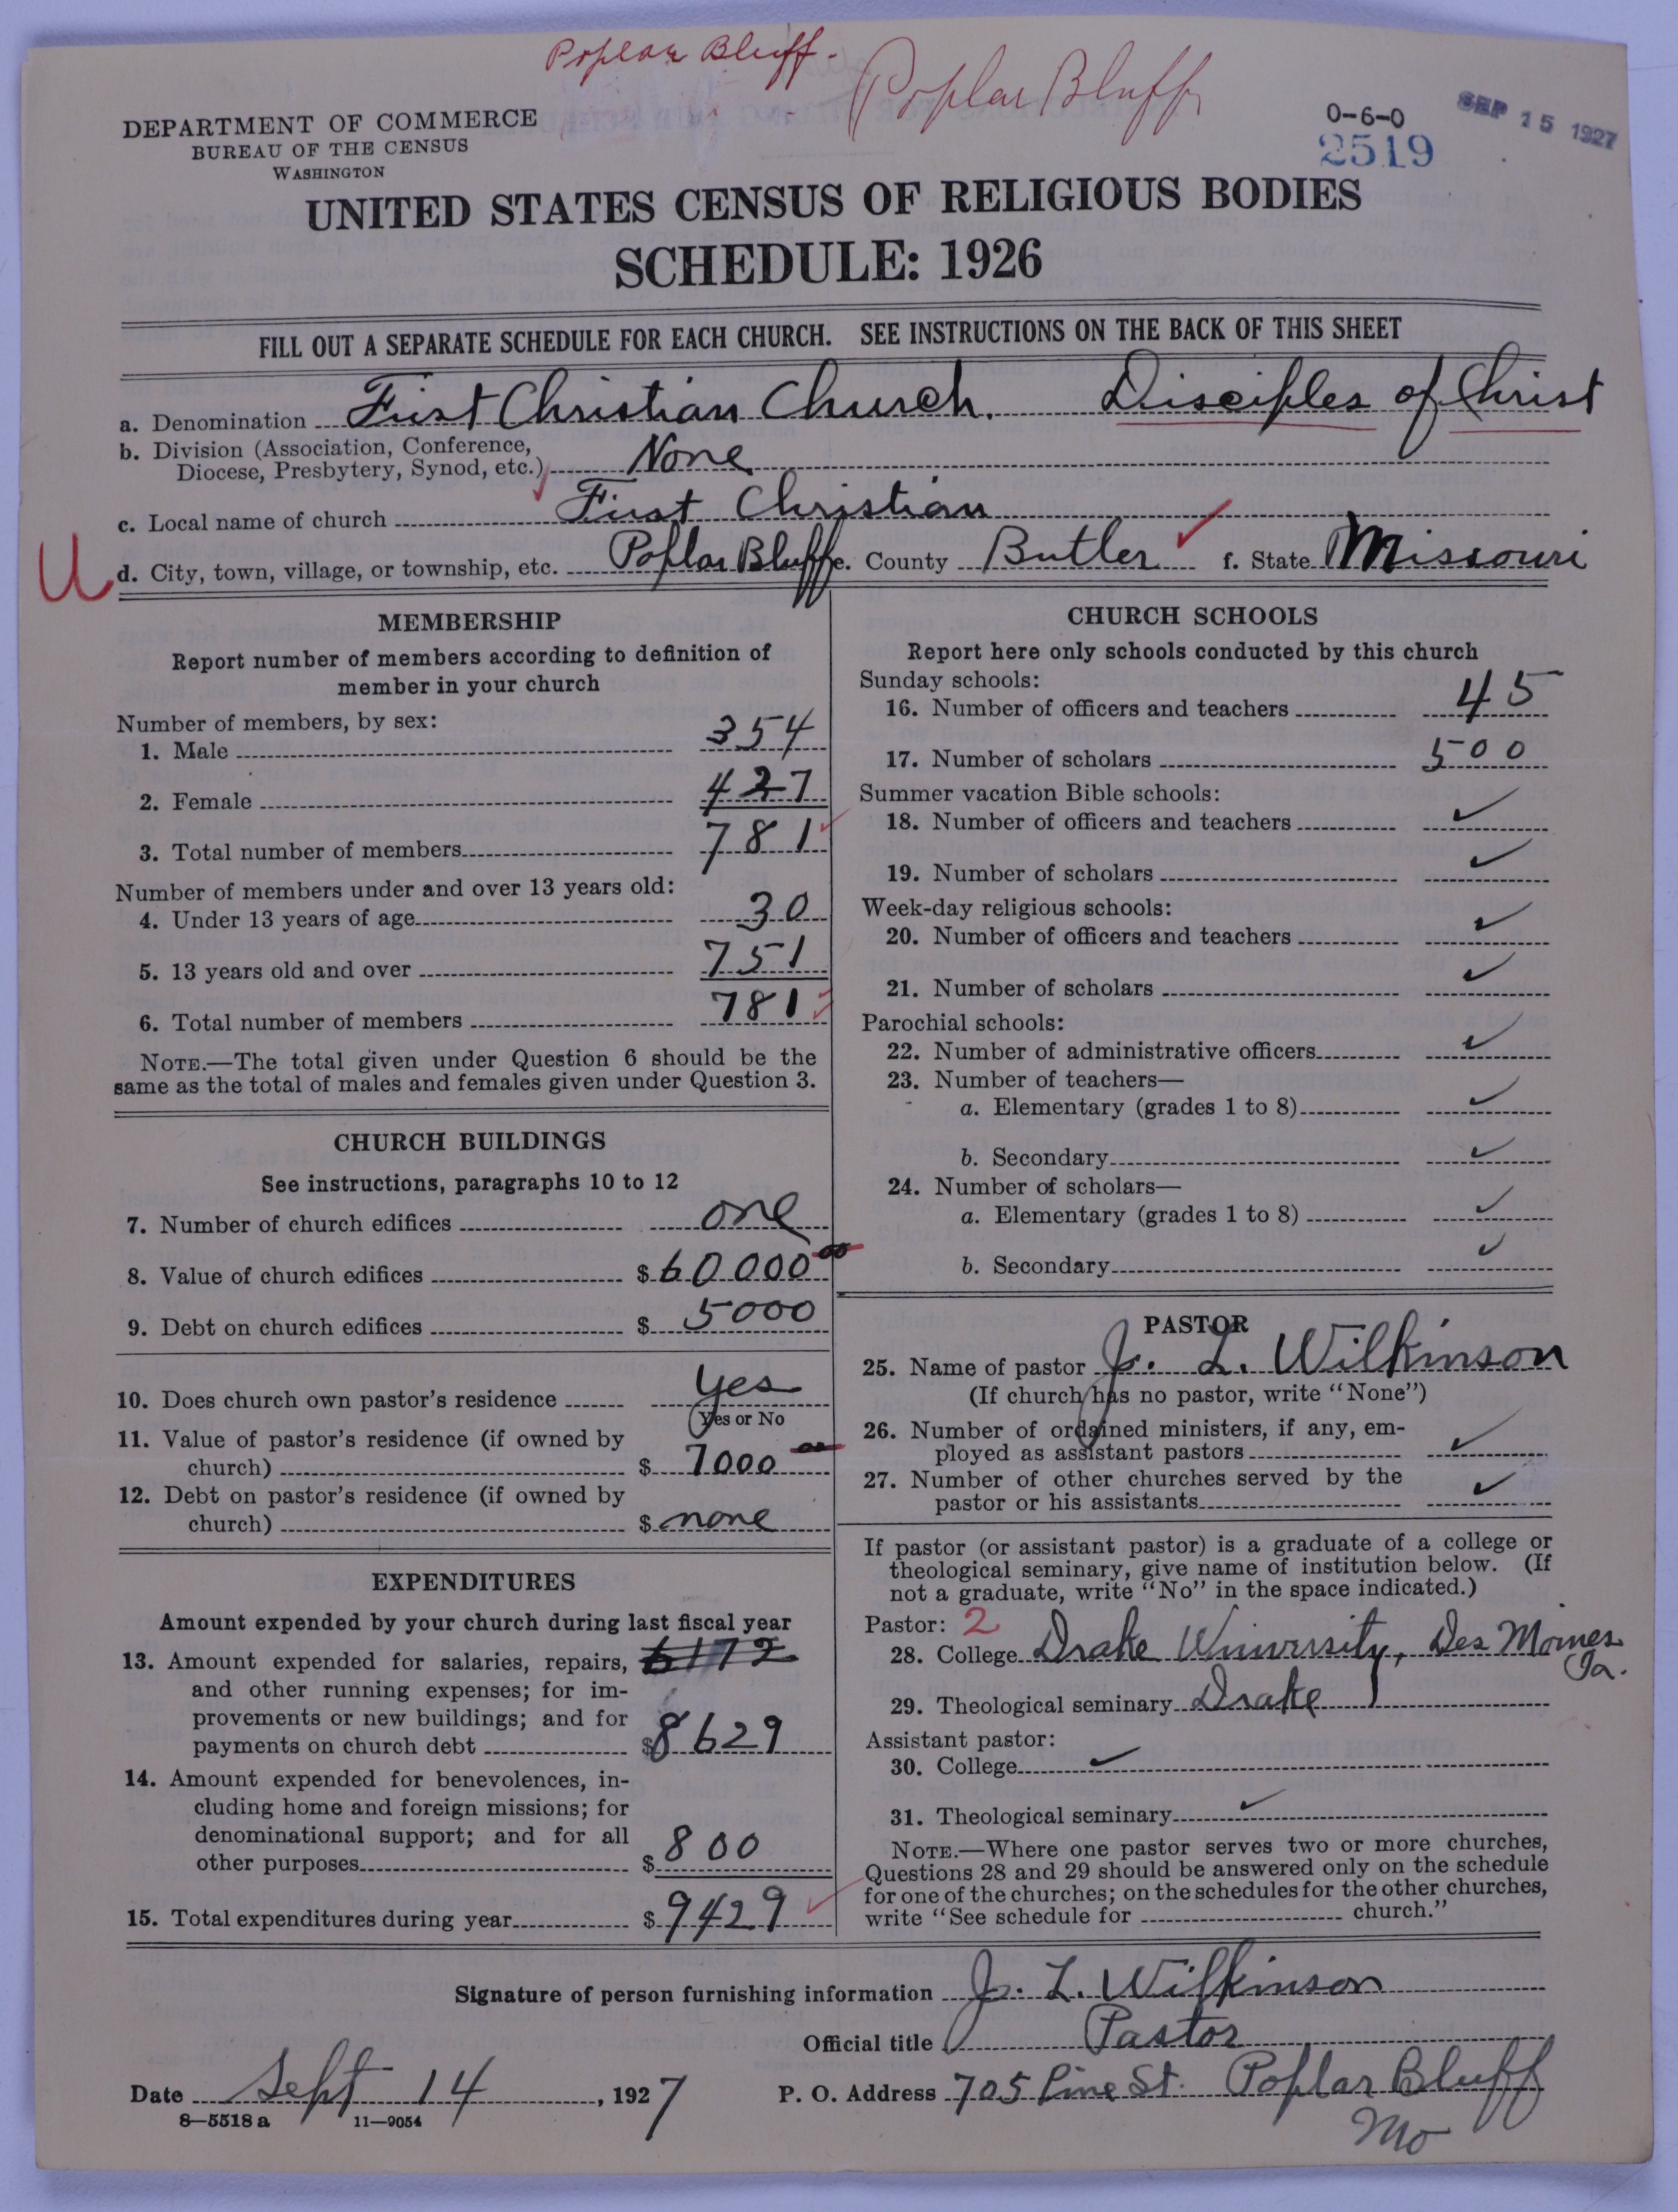 Poplar Bluff.
Poplar Bluff
DEPARTMENT OF COMMERCE
BUREAU OF THE CENSUS
WASHINGTON
0-6-0
2519
SEP 15 1927
UNITED STATES CENSUS OF RELIGIOUS BODIES
SCHEDULE: 1926
FILL OUT A SEPARATE SCHEDULE FOR EACH CHURCH. SEE INSTRUCTIONS ON THE BACK OF THIS SHEET
a. Denomination First Christian Church. Disciples of Christ
b. Division (Association, Conference,
Diocese, Presbytery, Synod, etc.) None
c. Local name of church First Christian
U d. City, town, village, or township, etc. Poplar Bluff e. County Butler ✓ f. State Missouri
MEMBERSHIP
Report number of members according to definition of
member in your church
Number of members, by sex:
1. Male 354
2. Female 427
3. Total number of members 781
Number of members under and over 13 years old:
4. Under 13 years of age 30
5. 13 years old and over 751
6. Total number of members 781
NOTE.—The total given under Question 6 should be the
same as the total of males and females given under Question 3.
CHURCH BUILDINGS
See instructions, paragraphs 10 to 12
7. Number of church edifices one
8. Value of church edifices $ 60000 00
9. Debt on church edifices $ 5000
10. Does church own pastor's residence yes
Yes or No
11. Value of pastor's residence (if owned by
church) $ 7000 00
12. Debt on pastor's residence (if owned by
church) $ none
EXPENDITURES
Amount expended by your church during last fiscal year
13. Amount expended for salaries, repairs, 6172
and other running expenses; for im-
provements or new buildings; and for
payments on church debt $ 8629
14. Amount expended for benevolences, in-
cluding home and foreign missions; for
denominational support; and for all
other purposes $ 800
15. Total expenditures during year $ 9429
CHURCH SCHOOLS
Report here only schools conducted by this church
Sunday schools:
16. Number of officers and teachers 45
17. Number of scholars 500
Summer vacation Bible schools:
18. Number of officers and teachers ✓
19. Number of scholars ✓
Week-day religious schools:
20. Number of officers and teachers ✓
21. Number of scholars ✓
Parochial schools:
22. Number of administrative officers ✓
23. Number of teachers—
a. Elementary (grades 1 to 8) ✓
b. Secondary ✓
24. Number of scholars—
a. Elementary (grades 1 to 8) ✓
b. Secondary ✓
PASTOR
25. Name of pastor J. L. Wilkinson
(If church has no pastor, write "None")
26. Number of ordained ministers, if any, em-
ployed as assistant pastors ✓
27. Number of other churches served by the
pastor or his assistants ✓
If pastor (or assistant pastor) is a graduate of a college or
theological seminary, give name of institution below. (If
not a graduate, write "No" in the space indicated.)
Pastor: 2
28. College Drake University, Des Moines
Ia.
29. Theological seminary Drake
Assistant pastor:
30. College ✓
31. Theological seminary ✓
NOTE.—Where one pastor serves two or more churches,
Questions 28 and 29 should be answered only on the schedule
for one of the churches; on the schedules for the other churches,
write "See schedule for church."
Signature of person furnishing information J. L. Wilkinson
Official title Pastor
Date Sept 14, 1927
P. O. Address 705 Pine St. Poplar Bluff
Mo
8—5518 a 11—9054